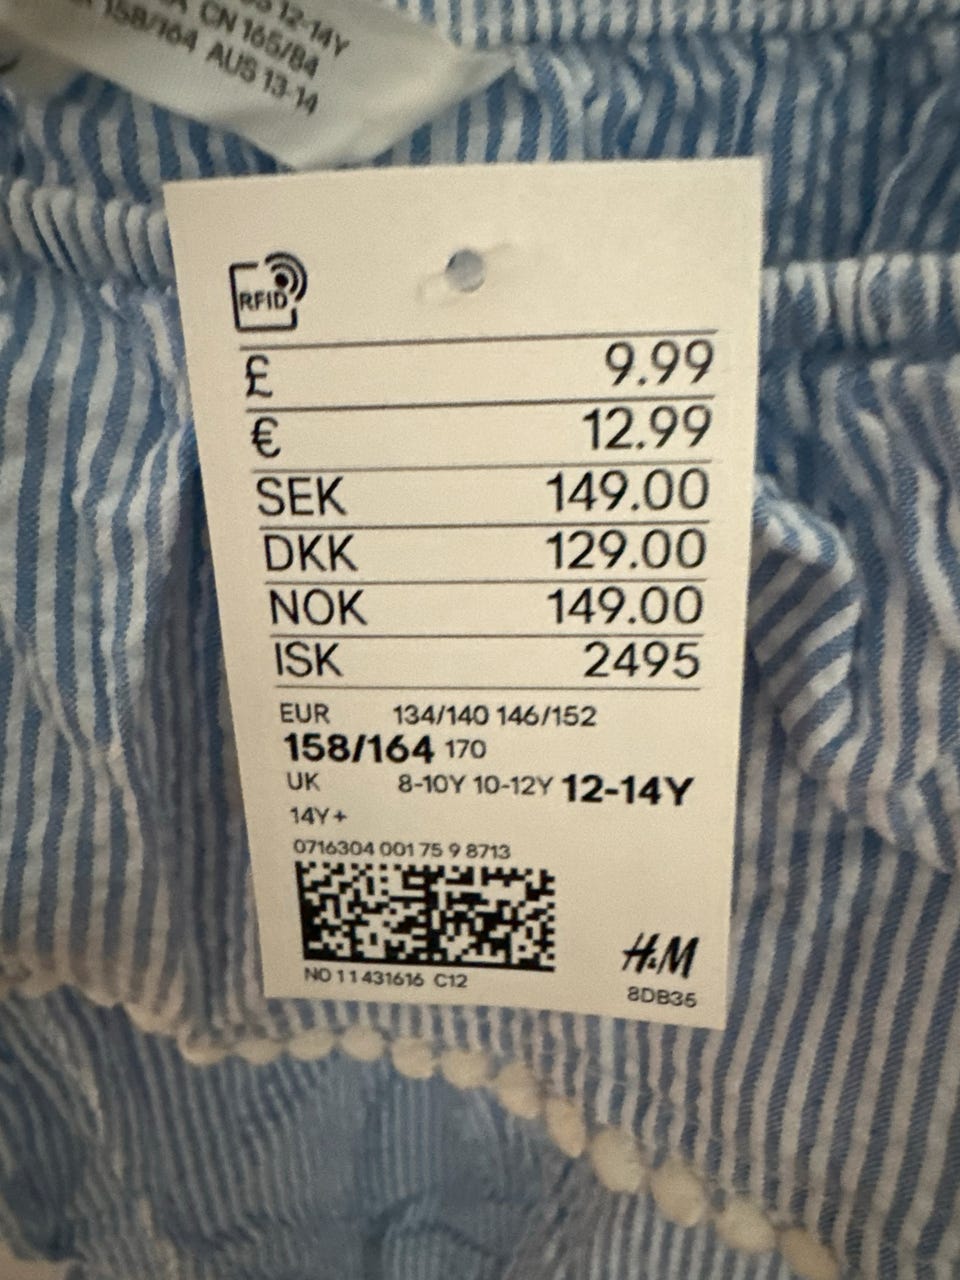 12-14Y
CN 165/84
158/164 AUS 13-14
RFID
£ 9.99
€ 12.99
SEK 149.00
DKK 129.00
NOK 149.00
ISK 2495
EUR 134/140 146/152
158/164 170
UK 8-10Y 10-12Y 12-14Y
14Y+
0716304 001 75 9 8713
NO 11 431616 C12
H&M
8DB35